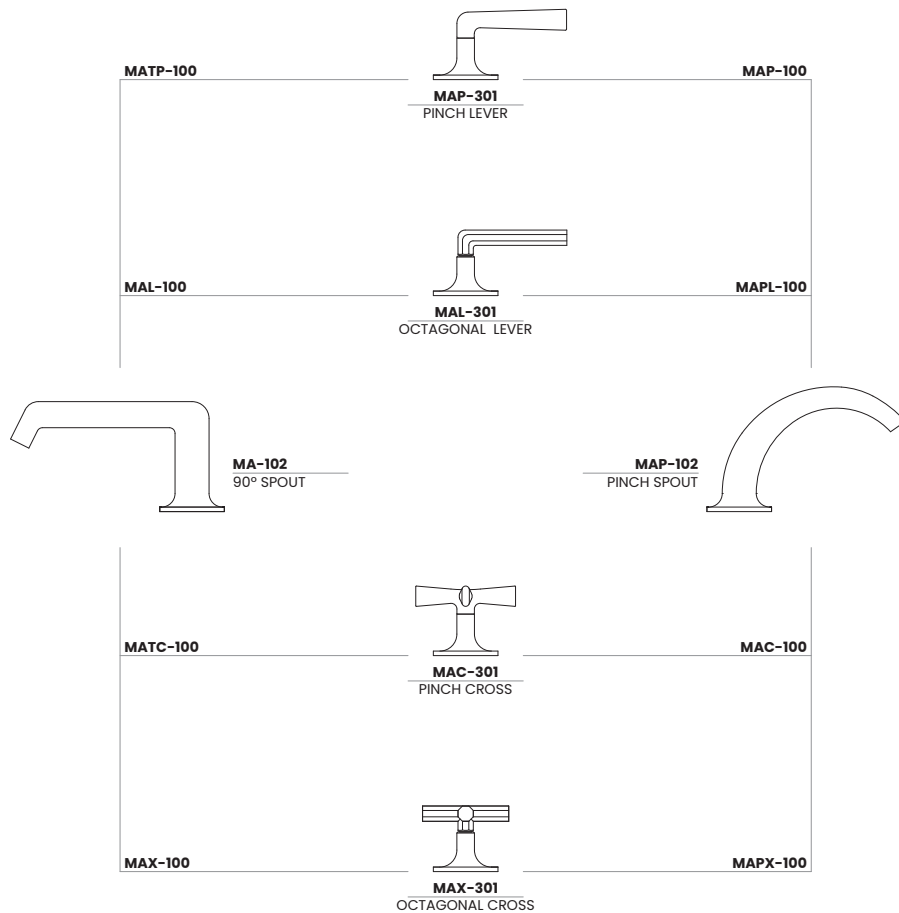 MATP-100
MAP-100
MAP-301
PINCH LEVER
MAL-100
MAPL-100
MAL-301
OCTAGONAL LEVER
MA-102
90° SPOUT
MAP-102
PINCH SPOUT
MATC-100
MAC-100
MAC-301
PINCH CROSS
MAX-100
MAPX-100
MAX-301
OCTAGONAL CROSS